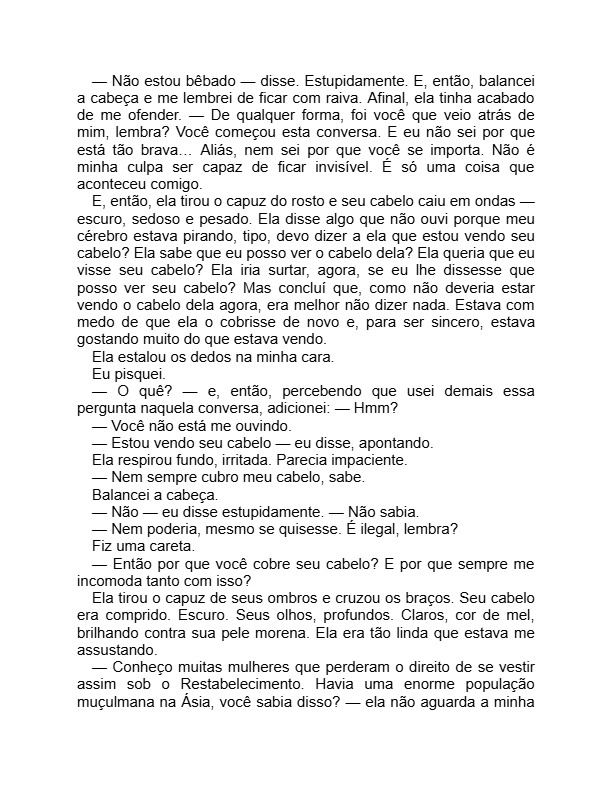 — Não estou bêbado — disse. Estupidamente. E, então, balancei
a cabeça e me lembrei de ficar com raiva. Afinal, ela tinha acabado
de me ofender. — De qualquer forma, foi você que veio atrás de
mim, lembra? Você começou esta conversa. E eu não sei por que
está tão brava… Aliás, nem sei por que você se importa. Não é
minha culpa ser capaz de ficar invisível. É só uma coisa que
aconteceu comigo.
E, então, ela tirou o capuz do rosto e seu cabelo caiu em ondas —
escuro, sedoso e pesado. Ela disse algo que não ouvi porque meu
cérebro estava pirando, tipo, devo dizer a ela que estou vendo seu
cabelo? Ela sabe que eu posso ver o cabelo dela? Ela queria que eu
visse seu cabelo? Ela iria surtar, agora, se eu lhe dissesse que
posso ver seu cabelo? Mas concluí que, como não deveria estar
vendo o cabelo dela agora, era melhor não dizer nada. Estava com
medo de que ela o cobrisse de novo e, para ser sincero, estava
gostando muito do que estava vendo.
Ela estalou os dedos na minha cara.
Eu pisquei.
— O quê? — e, então, percebendo que usei demais essa
pergunta naquela conversa, adicionei: — Hmm?
— Você não está me ouvindo.
— Estou vendo seu cabelo — eu disse, apontando.
Ela respirou fundo, irritada. Parecia impaciente.
— Nem sempre cubro meu cabelo, sabe.
Balancei a cabeça.
— Não — eu disse estupidamente. — Não sabia.
— Nem poderia, mesmo se quisesse. É ilegal, lembra?
Fiz uma careta.
— Então por que você cobre seu cabelo? E por que sempre me
incomoda tanto com isso?
Ela tirou o capuz de seus ombros e cruzou os braços. Seu cabelo
era comprido. Escuro. Seus olhos, profundos. Claros, cor de mel,
brilhando contra sua pele morena. Ela era tão linda que estava me
assustando.
— Conheço muitas mulheres que perderam o direito de se vestir
assim sob o Restabelecimento. Havia uma enorme população
muçulmana na Ásia, você sabia disso? — ela não aguarda a minha